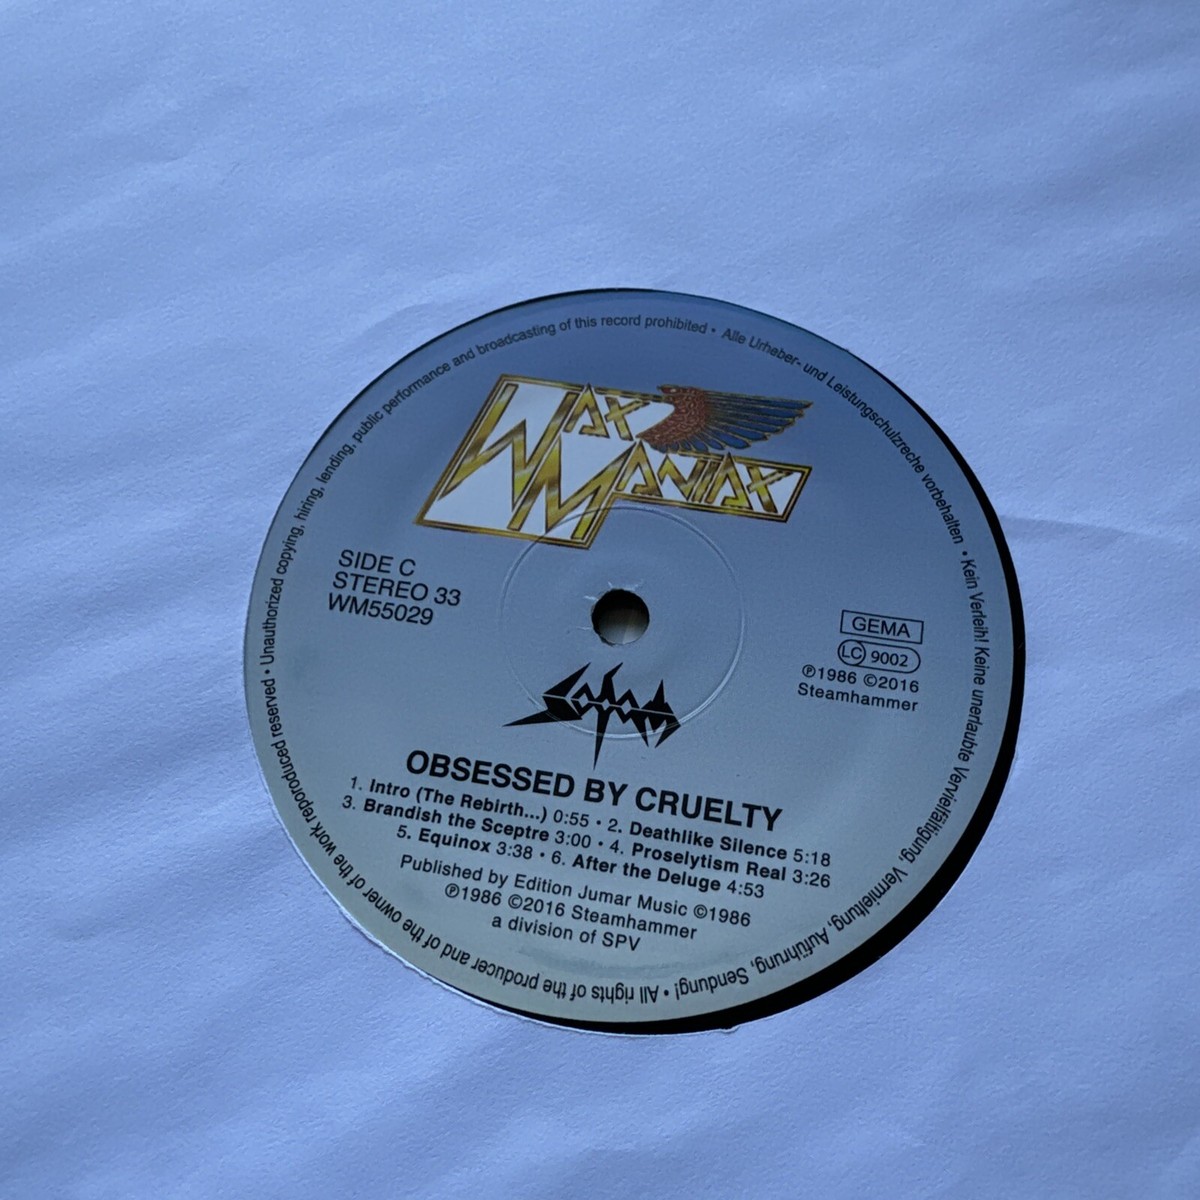 WAX
MANIAX
SIDE C
STEREO 33
WM55029
GEMA
LC 9002
℗1986 ©2016
Steamhammer
Sodom
OBSESSED BY CRUELTY
1. Intro (The Rebirth...) 0:55 • 2. Deathlike Silence 5:18
3. Brandish the Sceptre 3:00 • 4. Proselytism Real 3:26
5. Equinox 3:38 • 6. After the Deluge 4:53
Published by Edition Jumar Music ©1986
℗1986 ©2016 Steamhammer
a division of SPV
• All rights of the producer and of the owner of the work reporoduced reserved • Unauthorized copying, hiring, lending, public performance and broadcasting of this record prohibited • Alle Urheber- und Leistungsschulzreche vorbehalten • Kein Verleih! Keine unerlaubte Vervielfältigung, Vermietung, Aufführung, Sendung!